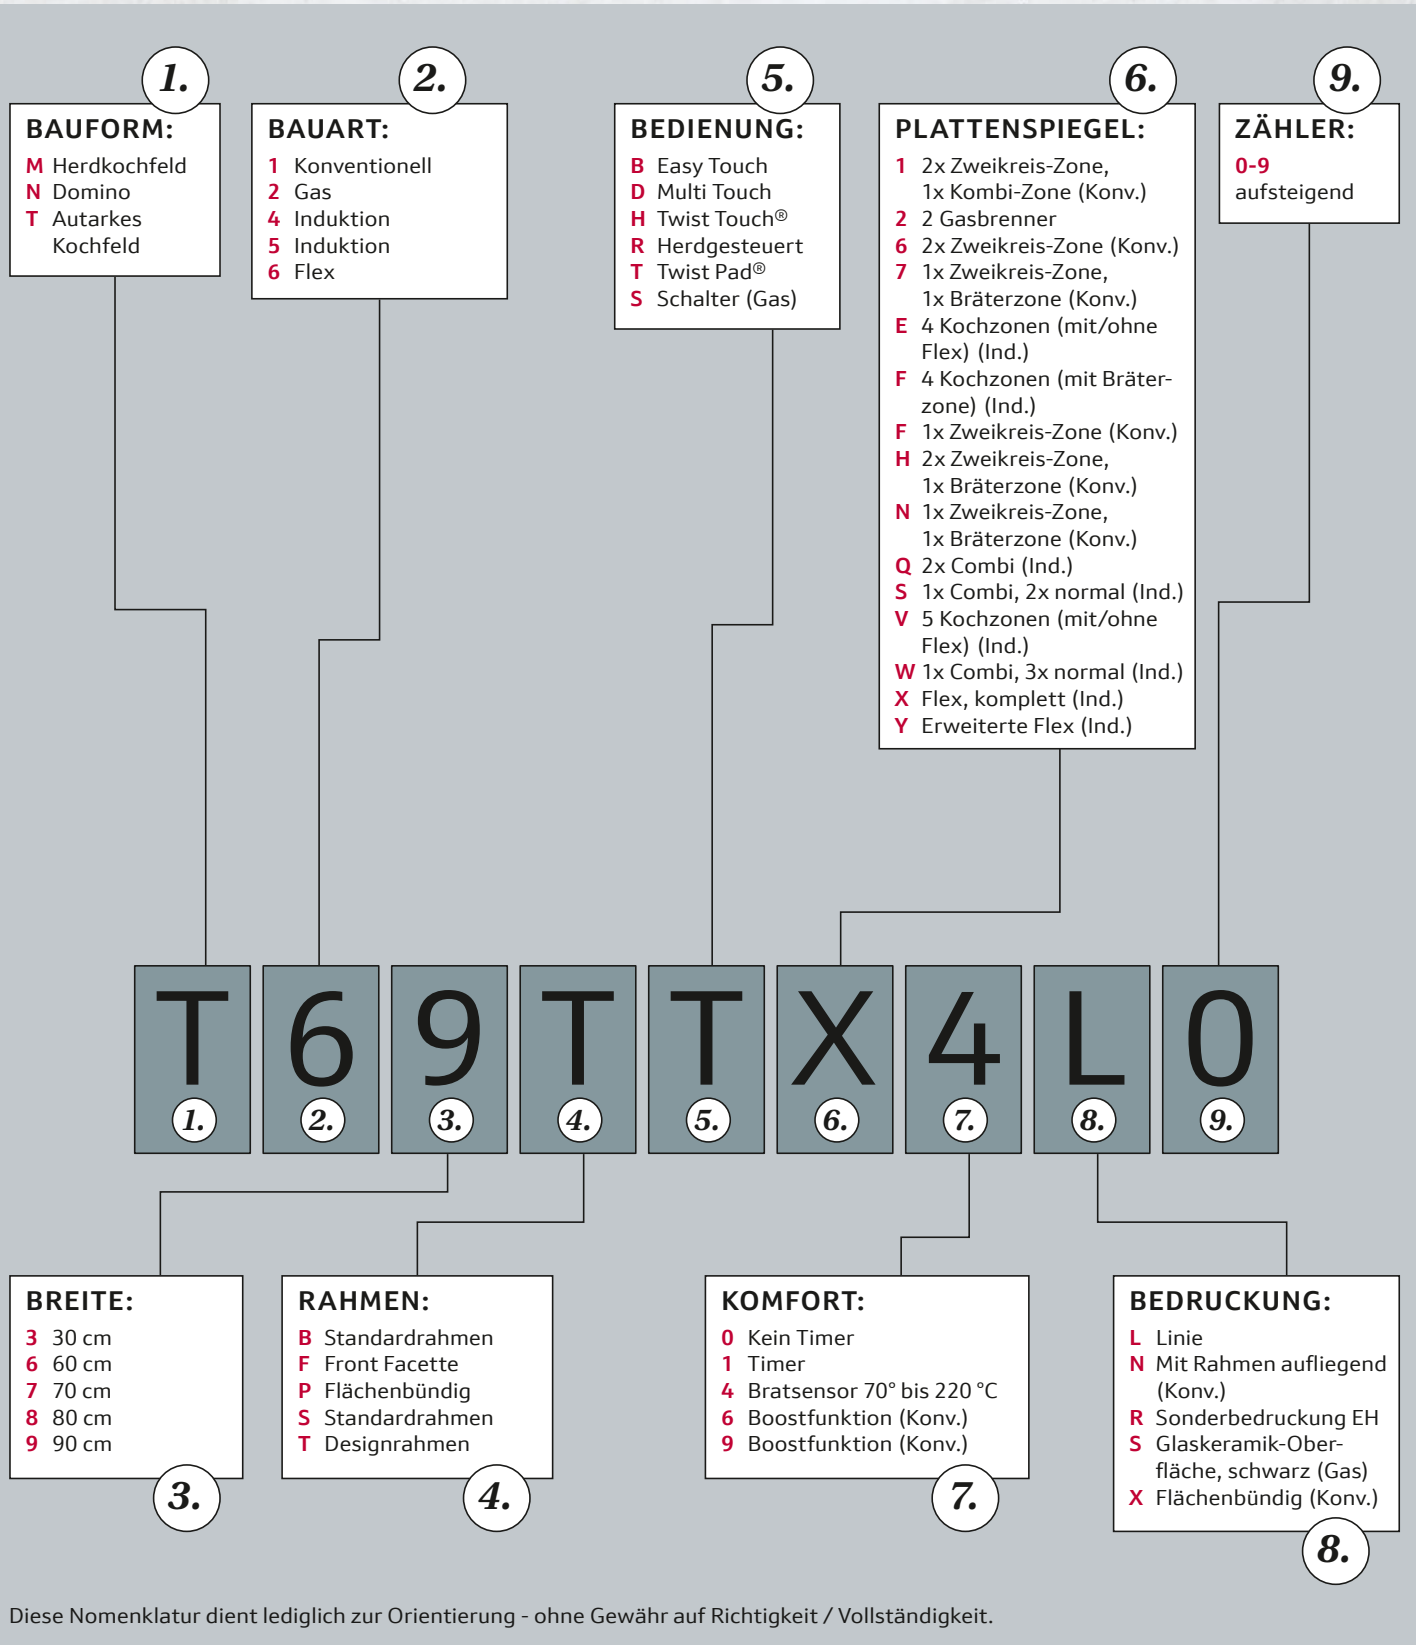 1.
BAUFORM:
M Herdkochfeld
N Domino
T Autarkes
Kochfeld
2.
BAUART:
1 Konventionell
2 Gas
4 Induktion
5 Induktion
6 Flex
5.
BEDIENUNG:
B Easy Touch
D Multi Touch
H Twist Touch®
R Herdgesteuert
T Twist Pad®
S Schalter (Gas)
6.
PLATTENSPIEGEL:
1 2x Zweikreis-Zone,
1x Kombi-Zone (Konv.)
2 2 Gasbrenner
6 2x Zweikreis-Zone (Konv.)
7 1x Zweikreis-Zone,
1x Bräterzone (Konv.)
E 4 Kochzonen (mit/ohne
Flex) (Ind.)
F 4 Kochzonen (mit Bräter-
zone) (Ind.)
F 1x Zweikreis-Zone (Konv.)
H 2x Zweikreis-Zone,
1x Bräterzone (Konv.)
N 1x Zweikreis-Zone,
1x Bräterzone (Konv.)
Q 2x Combi (Ind.)
S 1x Combi, 2x normal (Ind.)
V 5 Kochzonen (mit/ohne
Flex) (Ind.)
W 1x Combi, 3x normal (Ind.)
X Flex, komplett (Ind.)
Y Erweiterte Flex (Ind.)
9.
ZÄHLER:
0-9
aufsteigend
T 6 9 T T X 4 L 0
1. 2. 3. 4. 5. 6. 7. 8. 9.
BREITE:
3 30 cm
6 60 cm
7 70 cm
8 80 cm
9 90 cm
3.
RAHMEN:
B Standardrahmen
F Front Facette
P Flächenbündig
S Standardrahmen
T Designrahmen
4.
KOMFORT:
0 Kein Timer
1 Timer
4 Bratsensor 70° bis 220 °C
6 Boostfunktion (Konv.)
9 Boostfunktion (Konv.)
7.
BEDRUCKUNG:
L Linie
N Mit Rahmen aufliegend
(Konv.)
R Sonderbedruckung EH
S Glaskeramik-Ober-
fläche, schwarz (Gas)
X Flächenbündig (Konv.)
8.
Diese Nomenklatur dient lediglich zur Orientierung - ohne Gewähr auf Richtigkeit / Vollständigkeit.